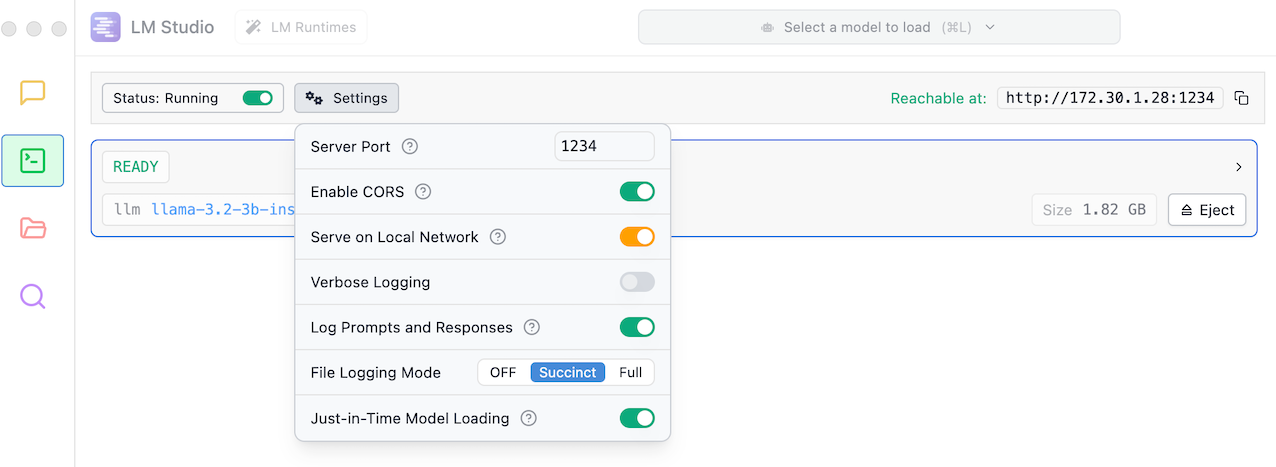 LM Studio
LM Runtimes
Select a model to load (⌘L)
Status: Running
Settings
Reachable at: http://172.30.1.28:1234
Server Port 1234
READY
Enable CORS
llm llama-3.2-3b-ins
Size 1.82 GB
Eject
Serve on Local Network
Verbose Logging
Log Prompts and Responses
File Logging Mode OFF Succinct Full
Just-in-Time Model Loading